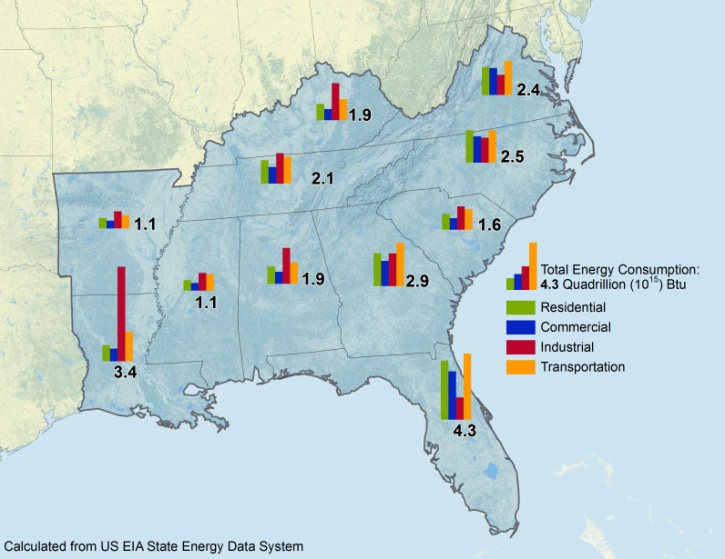 2.4
1.9
2.5
2.1
1.1
1.6
1.9
2.9
1.1
Total Energy Consumption:
4.3 Quadrillion (10¹⁵) Btu
Residential
Commercial
Industrial
Transportation
3.4
4.3
Calculated from US EIA State Energy Data System